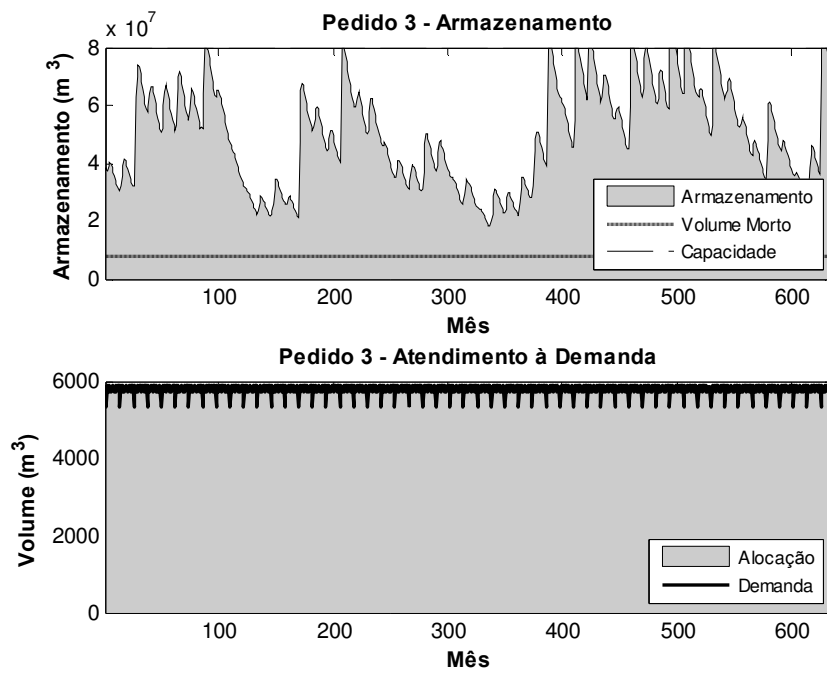 Pedido 3 - Armazenamento
x 10^7
8
6
4
2
0
Armazenamento (m^3)
100 200 300 400 500 600
Mês
Armazenamento
Volume Morto
Capacidade
Pedido 3 - Atendimento à Demanda
6000
4000
2000
0
Volume (m^3)
100 200 300 400 500 600
Mês
Alocação
Demanda